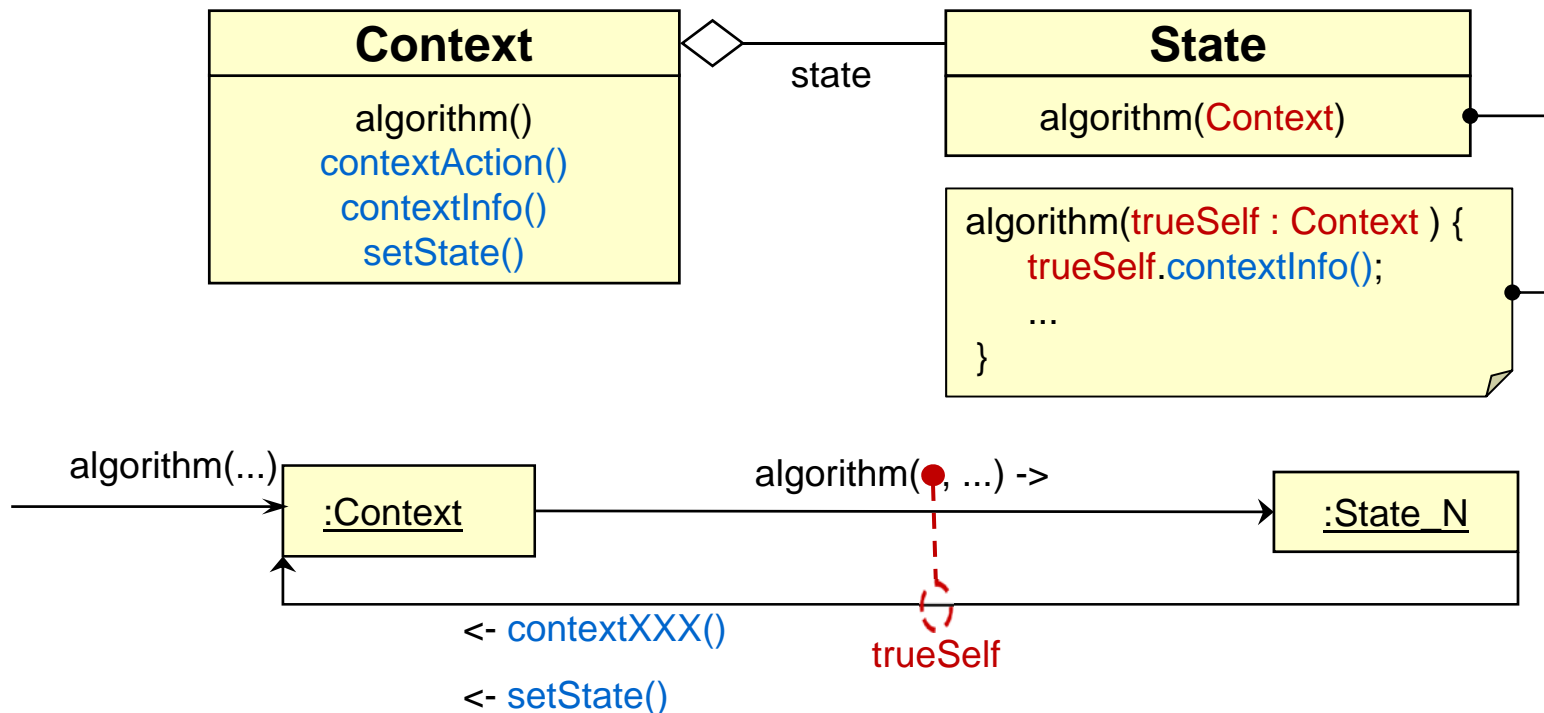 Context
algorithm()
contextAction()
contextInfo()
setState()
state
State
algorithm(Context)
algorithm(trueSelf : Context ) {
trueSelf.contextInfo();
...
}
algorithm(...)
:Context
algorithm( , ...) ->
:State_N
<- contextXXX()
trueSelf
<- setState()